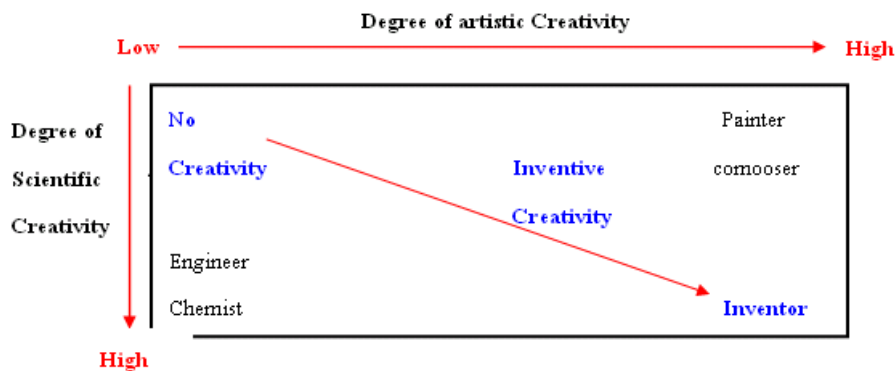 Degree of artistic Creativity
Low
High
Degree of
Scientific
Creativity
No
Creativity
Inventive
Creativity
Painter
comooser
Engineer
Chemist
Inventor
High